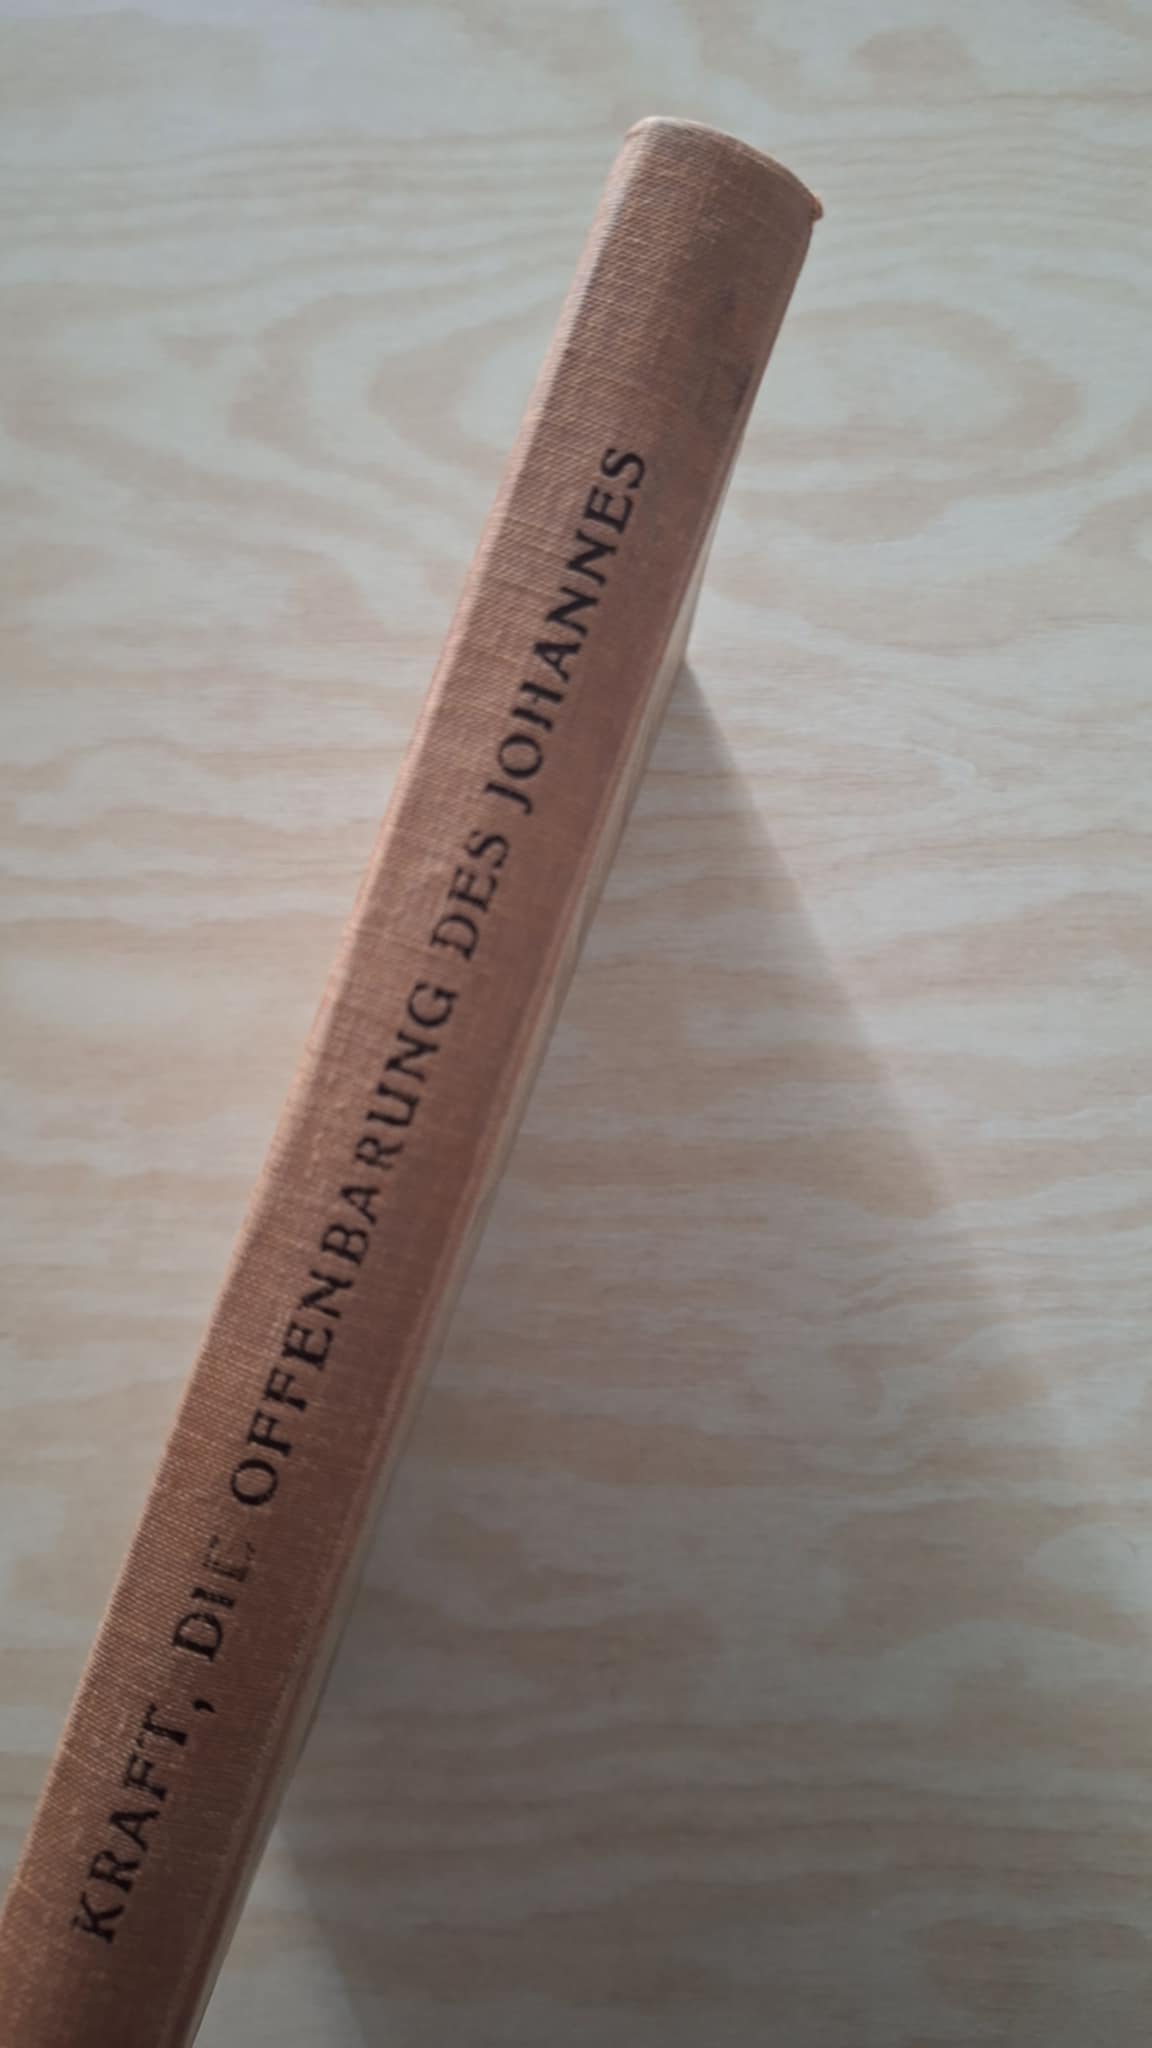 KRAFT, DIE OFFENBARUNG DES JOHANNES